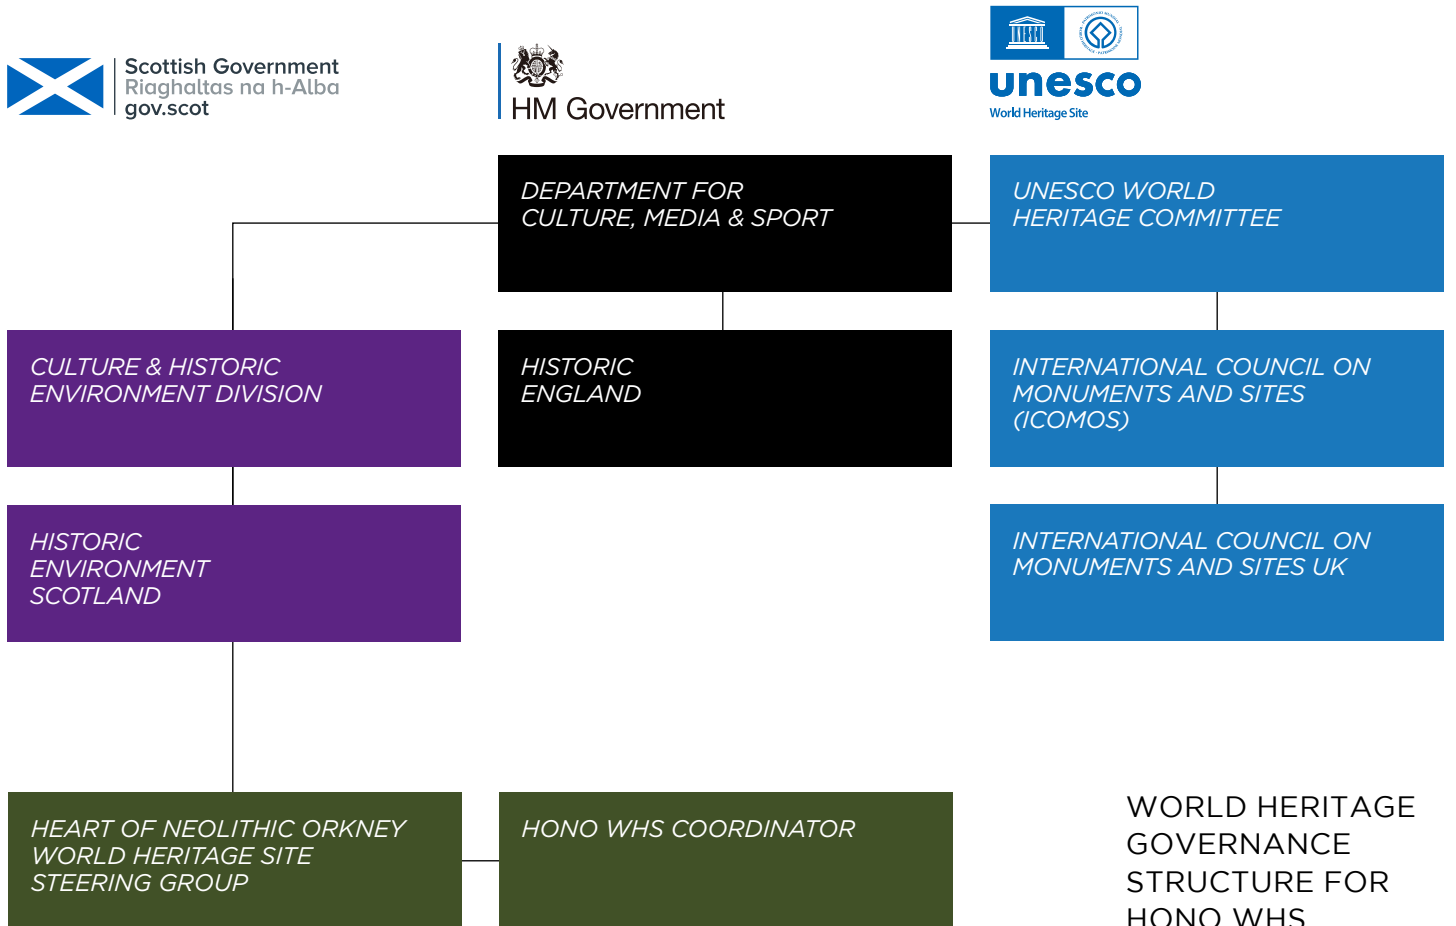 Scottish Government
Riaghaltas na h-Alba
gov.scot
HM Government
unesco
World Heritage Site
DEPARTMENT FOR
CULTURE, MEDIA & SPORT
UNESCO WORLD
HERITAGE COMMITTEE
CULTURE & HISTORIC
ENVIRONMENT DIVISION
HISTORIC
ENGLAND
INTERNATIONAL COUNCIL ON
MONUMENTS AND SITES
(ICOMOS)
HISTORIC
ENVIRONMENT
SCOTLAND
INTERNATIONAL COUNCIL ON
MONUMENTS AND SITES UK
HEART OF NEOLITHIC ORKNEY
WORLD HERITAGE SITE
STEERING GROUP
HONO WHS COORDINATOR
WORLD HERITAGE
GOVERNANCE
STRUCTURE FOR
HONO WHS